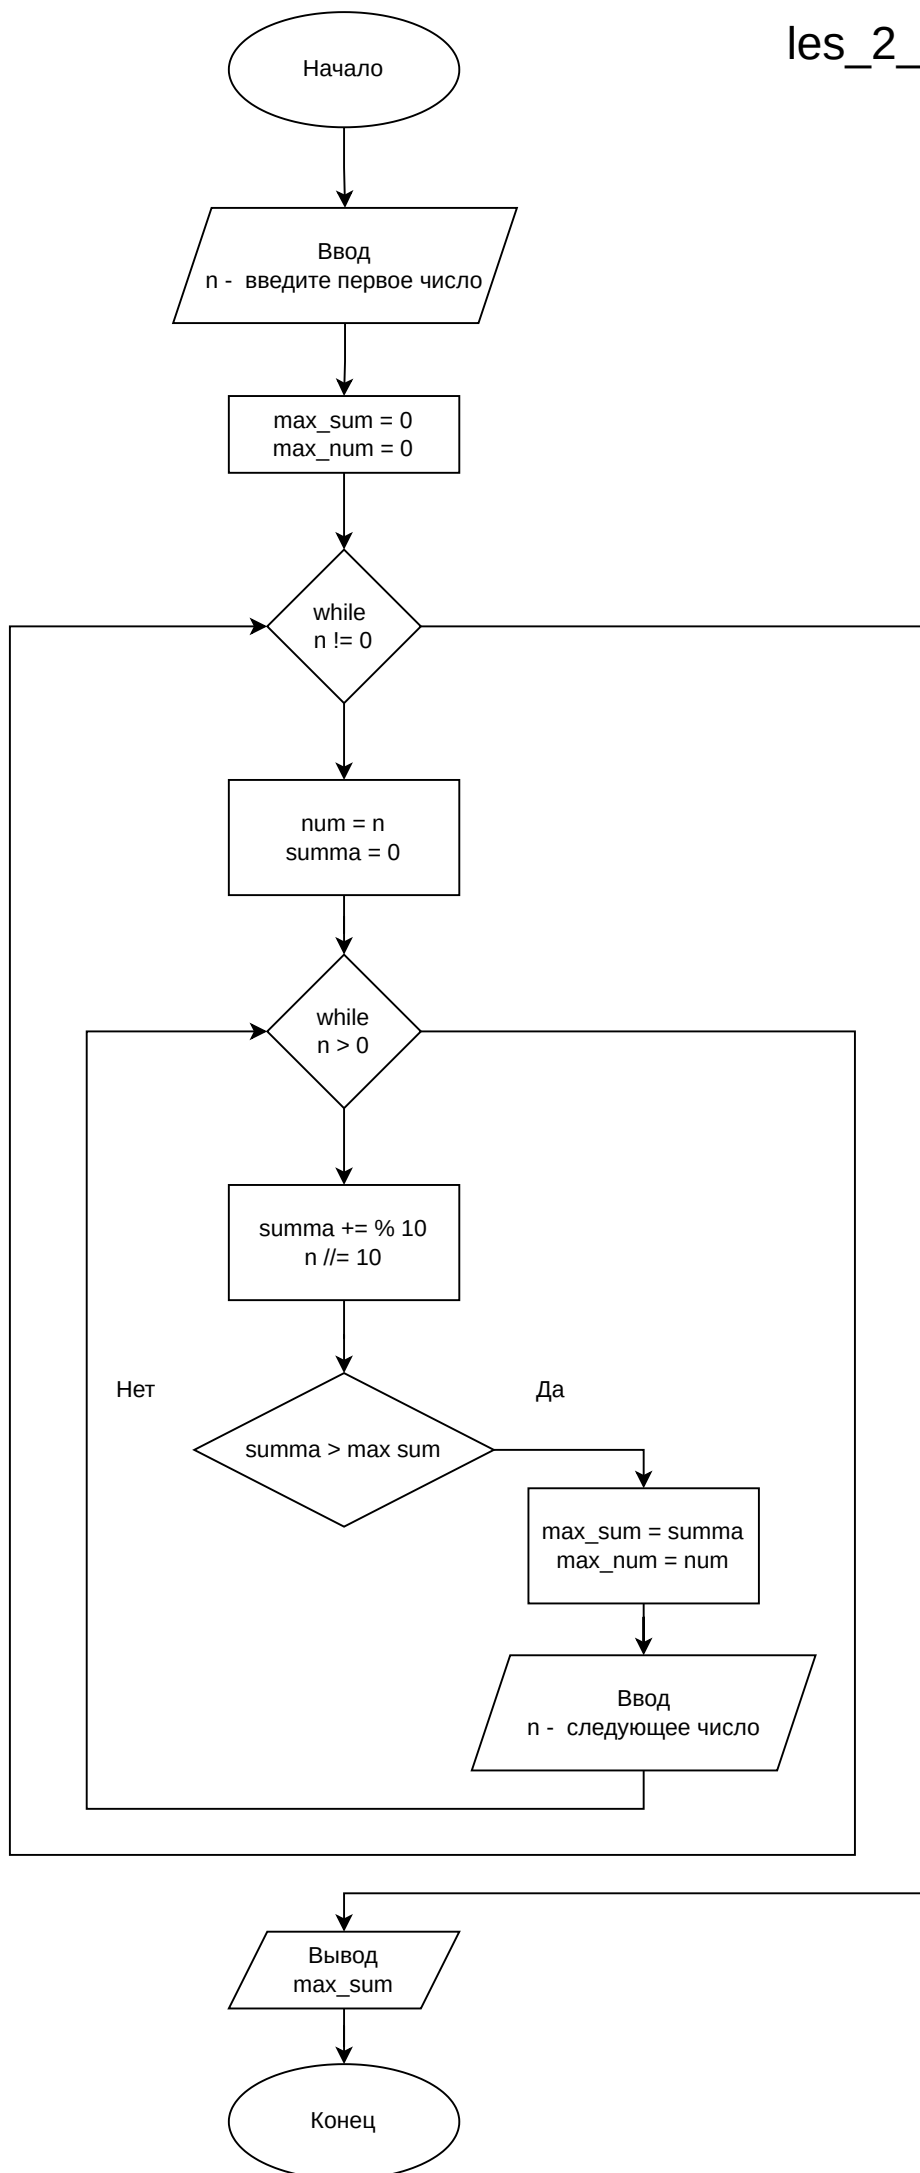 les_2_
Начало
Ввод
n - введите первое число
max_sum = 0
max_num = 0
while
n != 0
num = n
summa = 0
while
n > 0
summa += % 10
n //= 10
Нет
Да
summa > max sum
max_sum = summa
max_num = num
Ввод
n - следующее число
Вывод
max_sum
Конец